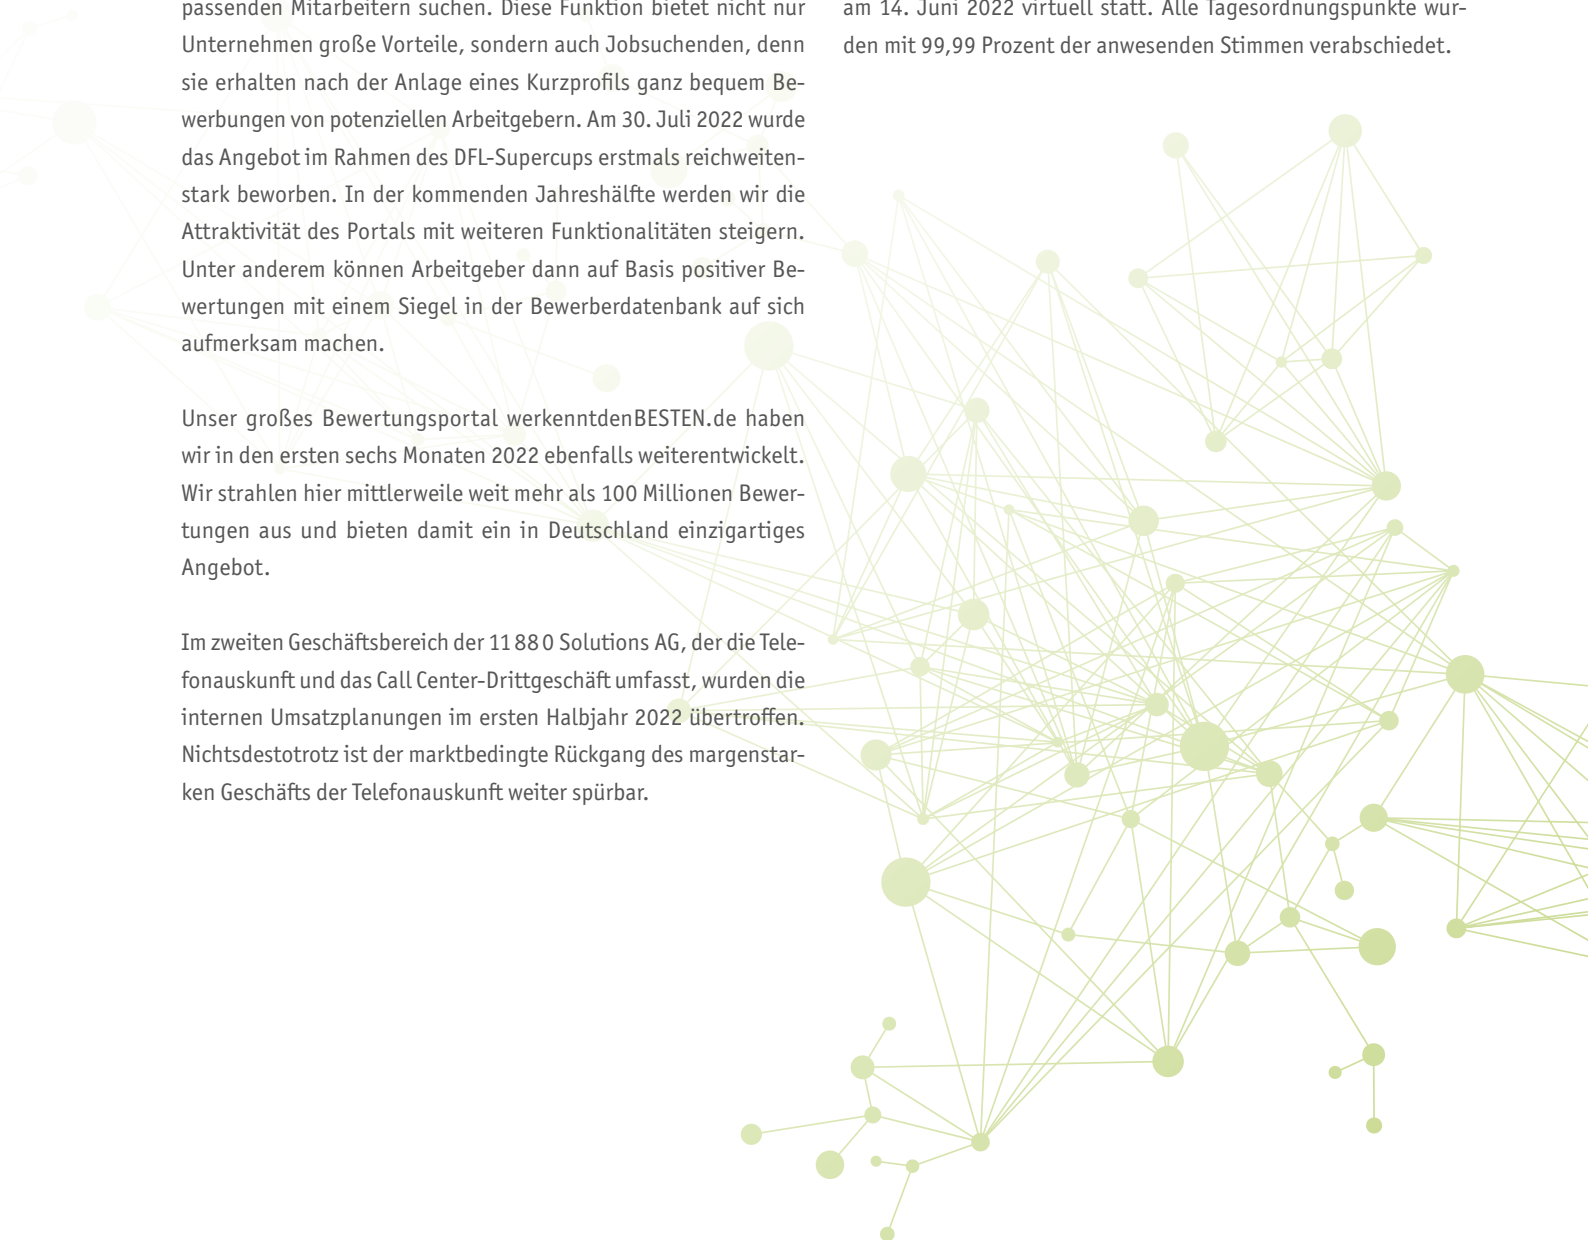 passenden Mitarbeitern suchen. Diese Funktion bietet nicht nur
Unternehmen große Vorteile, sondern auch Jobsuchenden, denn
sie erhalten nach der Anlage eines Kurzprofils ganz bequem Be-
werbungen von potenziellen Arbeitgebern. Am 30. Juli 2022 wurde
das Angebot im Rahmen des DFL-Supercups erstmals reichweiten-
stark beworben. In der kommenden Jahreshälfte werden wir die
Attraktivität des Portals mit weiteren Funktionalitäten steigern.
Unter anderem können Arbeitgeber dann auf Basis positiver Be-
wertungen mit einem Siegel in der Bewerberdatenbank auf sich
aufmerksam machen.
Unser großes Bewertungsportal werkenntdenBESTEN.de haben
wir in den ersten sechs Monaten 2022 ebenfalls weiterentwickelt.
Wir strahlen hier mittlerweile weit mehr als 100 Millionen Bewer-
tungen aus und bieten damit ein in Deutschland einzigartiges
Angebot.
Im zweiten Geschäftsbereich der 11 88 0 Solutions AG, der die Tele-
fonauskunft und das Call Center-Drittgeschäft umfasst, wurden die
internen Umsatzplanungen im ersten Halbjahr 2022 übertroffen.
Nichtsdestotrotz ist der marktbedingte Rückgang des margenstar-
ken Geschäfts der Telefonauskunft weiter spürbar.
am 14. Juni 2022 virtuell statt. Alle Tagesordnungspunkte wur-
den mit 99,99 Prozent der anwesenden Stimmen verabschiedet.